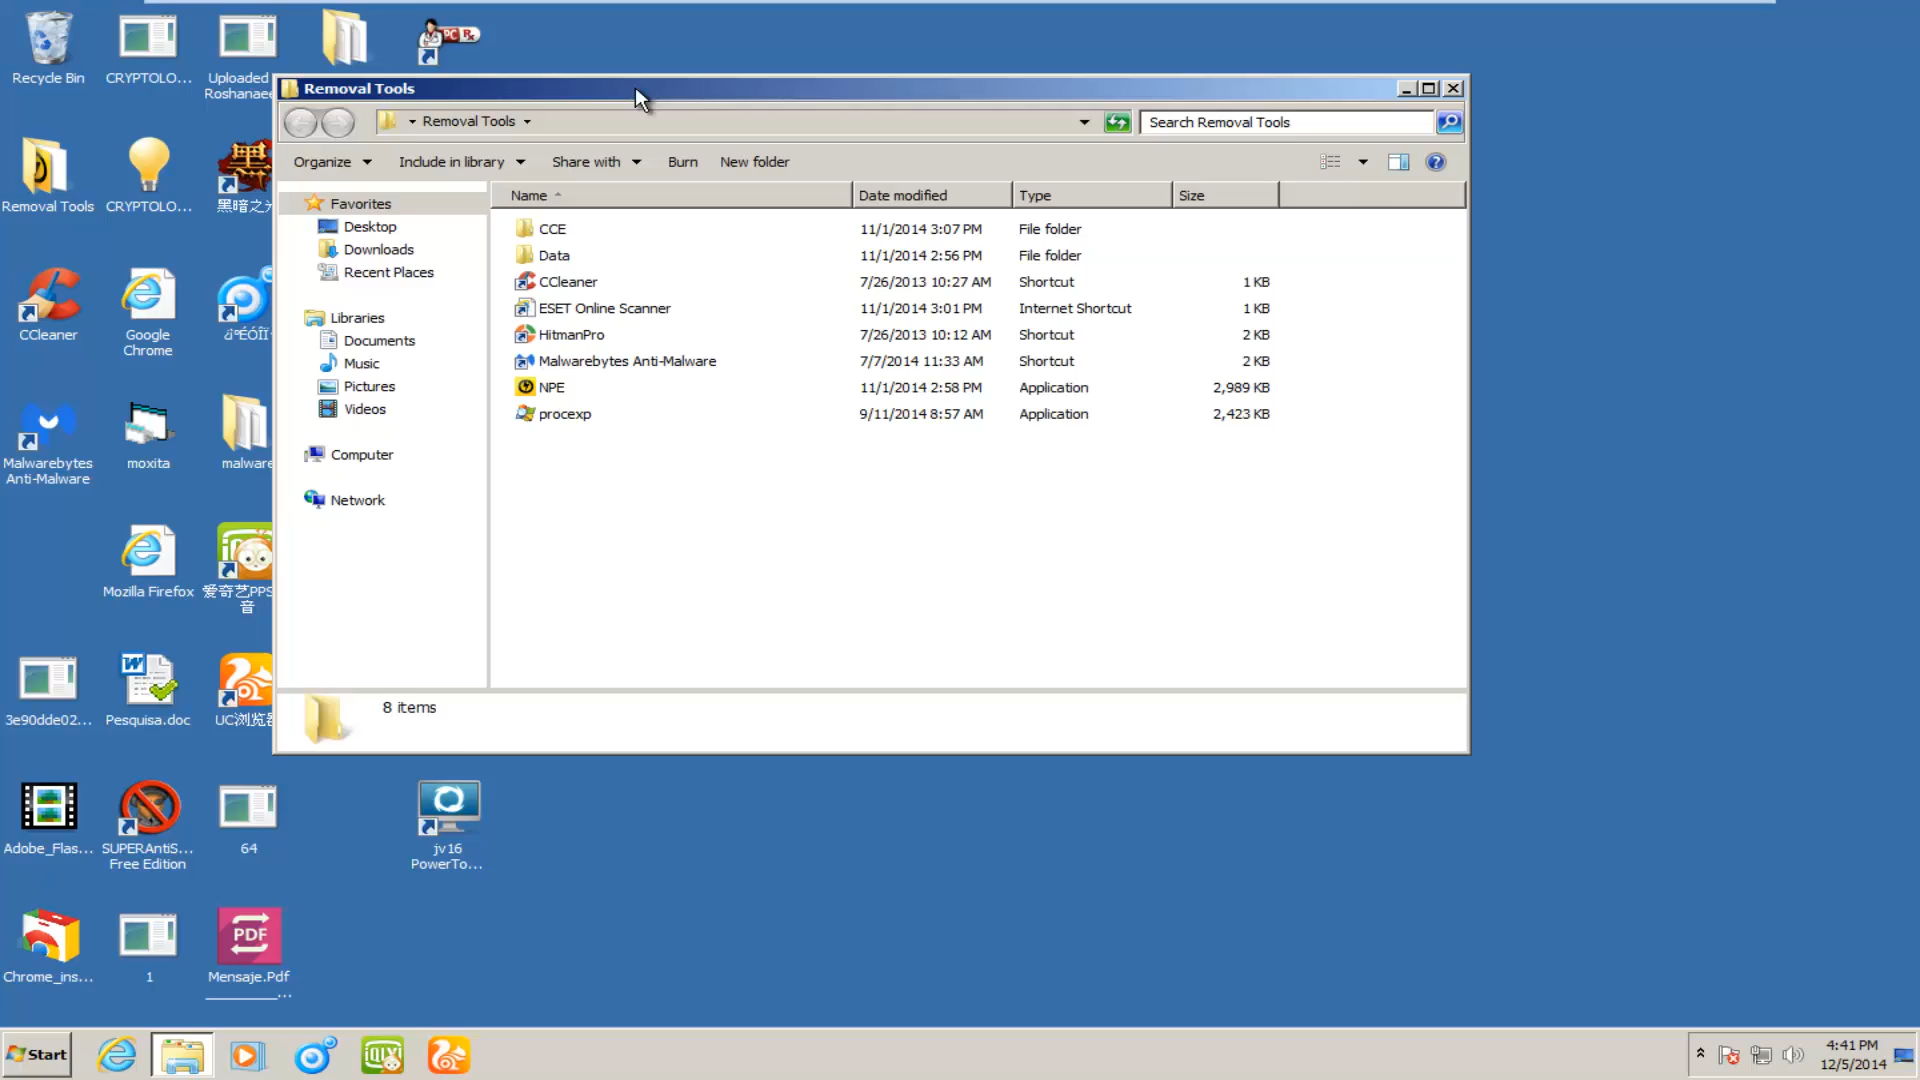 Recycle Bin
CRYPTOLO...
Uploaded
Roshanaee
PC Rx
Removal Tools
CRYPTOLO...
黑暗之光
CCleaner
Google
Chrome
Malwarebytes
Anti-Malware
moxita
malware
Mozilla Firefox
爱奇艺PPS
音
3e90dde02...
Pesquisa.doc
UC浏览器
Adobe_Flas...
SUPERAntiS...
Free Edition
64
jv16
PowerTo...
Chrome_ins...
1
PDF
Mensaje.Pdf
_________...
Removal Tools
Removal Tools
Search Removal Tools
Organize
Include in library
Share with
Burn
New folder
Favorites
Desktop
Downloads
Recent Places
Libraries
Documents
Music
Pictures
Videos
Computer
Network
Name Date modified Type Size
CCE 11/1/2014 3:07 PM File folder
Data 11/1/2014 2:56 PM File folder
CCleaner 7/26/2013 10:27 AM Shortcut 1 KB
ESET Online Scanner 11/1/2014 3:01 PM Internet Shortcut 1 KB
HitmanPro 7/26/2013 10:12 AM Shortcut 2 KB
Malwarebytes Anti-Malware 7/7/2014 11:33 AM Shortcut 2 KB
NPE 11/1/2014 2:58 PM Application 2,989 KB
procexp 9/11/2014 8:57 AM Application 2,423 KB
8 items
Start
iQIYI
4:41 PM
12/5/2014